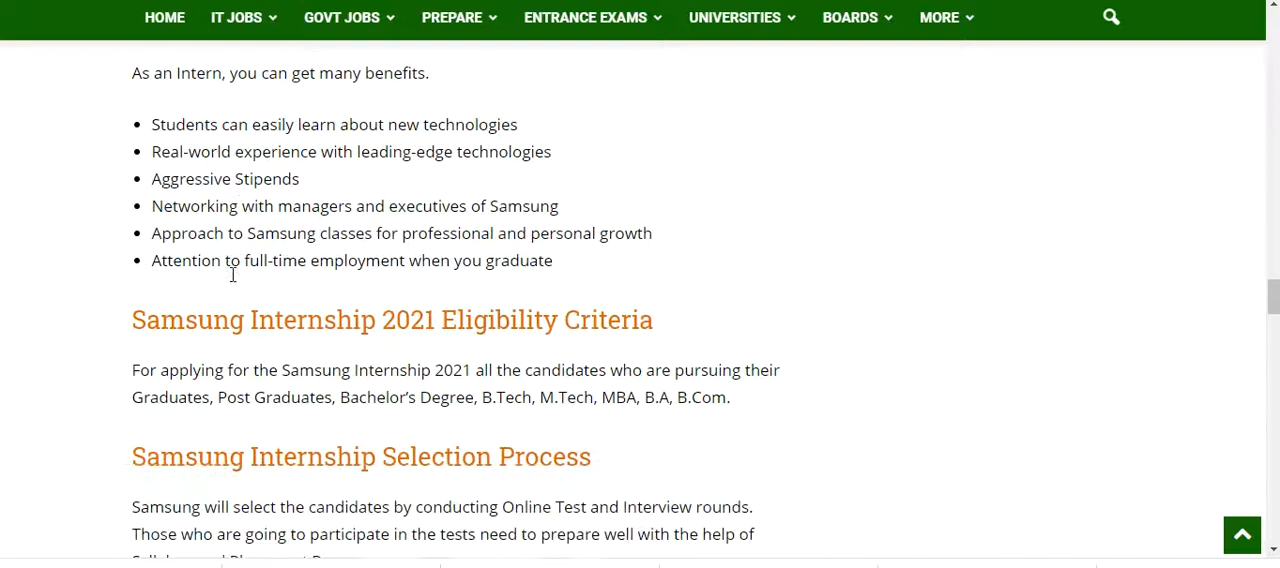 HOME IT JOBS GOVT JOBS PREPARE ENTRANCE EXAMS UNIVERSITIES BOARDS MORE
As an Intern, you can get many benefits.
Students can easily learn about new technologies
Real-world experience with leading-edge technologies
Aggressive Stipends
Networking with managers and executives of Samsung
Approach to Samsung classes for professional and personal growth
Attention to full-time employment when you graduate
Samsung Internship 2021 Eligibility Criteria
For applying for the Samsung Internship 2021 all the candidates who are pursuing their
Graduates, Post Graduates, Bachelor’s Degree, B.Tech, M.Tech, MBA, B.A, B.Com.
Samsung Internship Selection Process
Samsung will select the candidates by conducting Online Test and Interview rounds.
Those who are going to participate in the tests need to prepare well with the help of